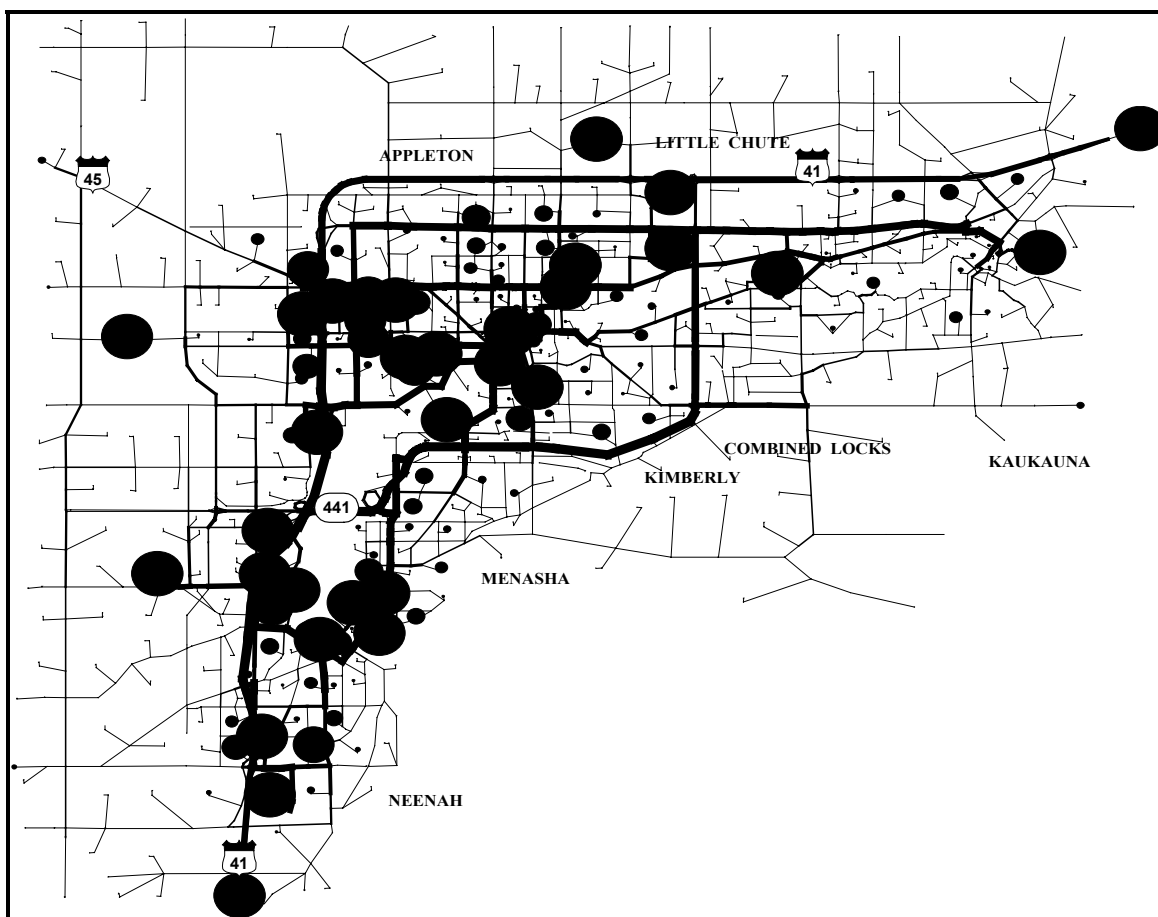 LITTLE CHUTE
APPLETON
41
45
COMBINED LOCKS
KAUKAUNA
KIMBERLY
441
MENASHA
NEENAH
41